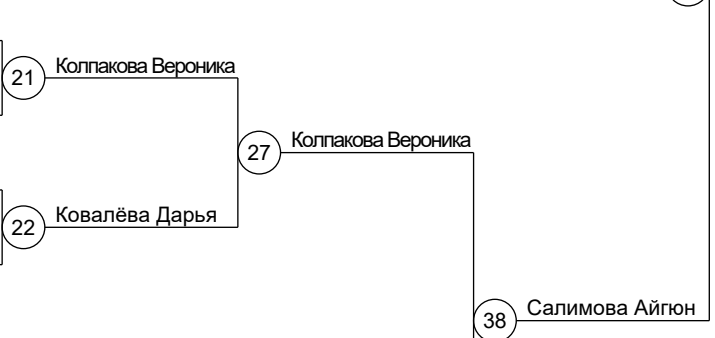 21 Колпакова Вероника
27 Колпакова Вероника
22 Ковалёва Дарья
38 Салимова Айгюн